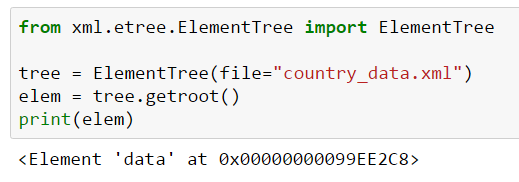 from xml.etree.ElementTree import ElementTree
tree = ElementTree(file="country_data.xml")
elem = tree.getroot()
print(elem)
<Element 'data' at 0x00000000099EE2C8>